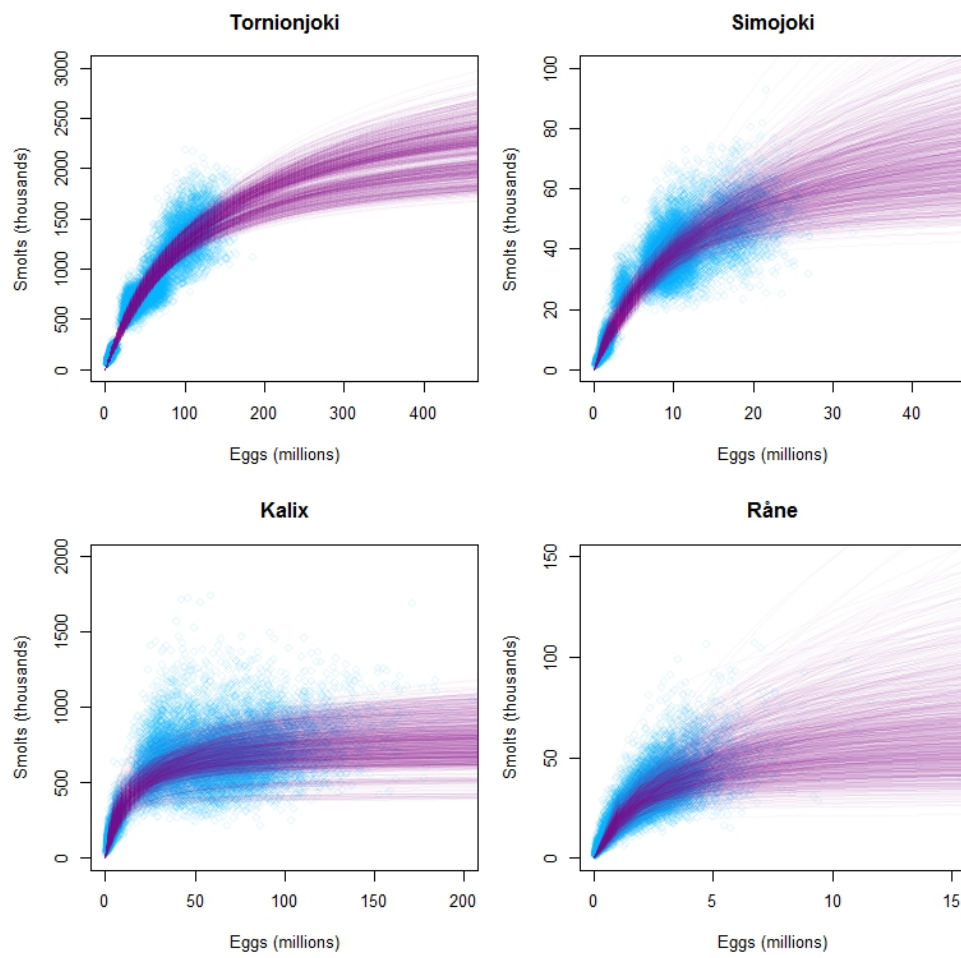 Tornionjoki
Smolts (thousands)
3000
2500
2000
1500
1000
500
0
0 100 200 300 400
Eggs (millions)
Simojoki
Smolts (thousands)
100
80
60
40
20
0
0 10 20 30 40
Eggs (millions)
Kalix
Smolts (thousands)
2000
1500
1000
500
0
0 50 100 150 200
Eggs (millions)
Råne
Smolts (thousands)
150
100
50
0
0 5 10 15
Eggs (millions)